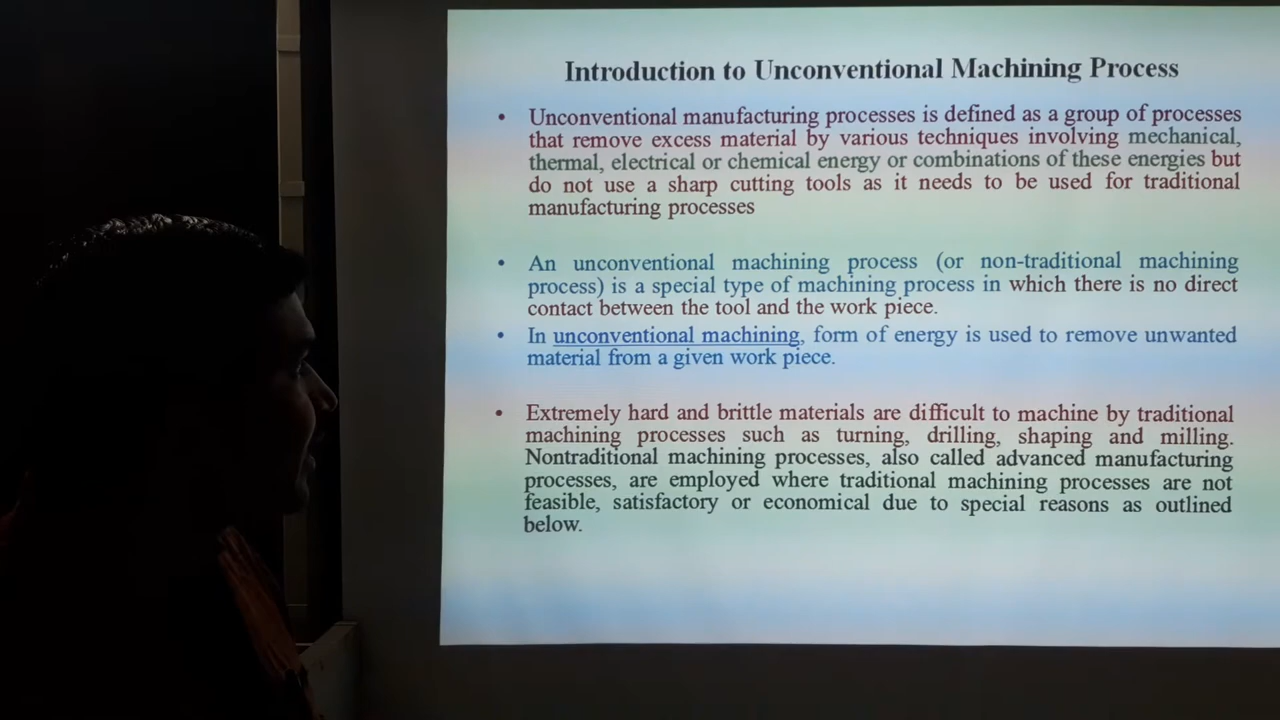 Introduction to Unconventional Machining Process
• Unconventional manufacturing processes is defined as a group of processes
that remove excess material by various techniques involving mechanical,
thermal, electrical or chemical energy or combinations of these energies but
do not use a sharp cutting tools as it needs to be used for traditional
manufacturing processes
• An unconventional machining process (or non-traditional machining
process) is a special type of machining process in which there is no direct
contact between the tool and the work piece.
• In unconventional machining, form of energy is used to remove unwanted
material from a given work piece.
• Extremely hard and brittle materials are difficult to machine by traditional
machining processes such as turning, drilling, shaping and milling.
Nontraditional machining processes, also called advanced manufacturing
processes, are employed where traditional machining processes are not
feasible, satisfactory or economical due to special reasons as outlined
below.